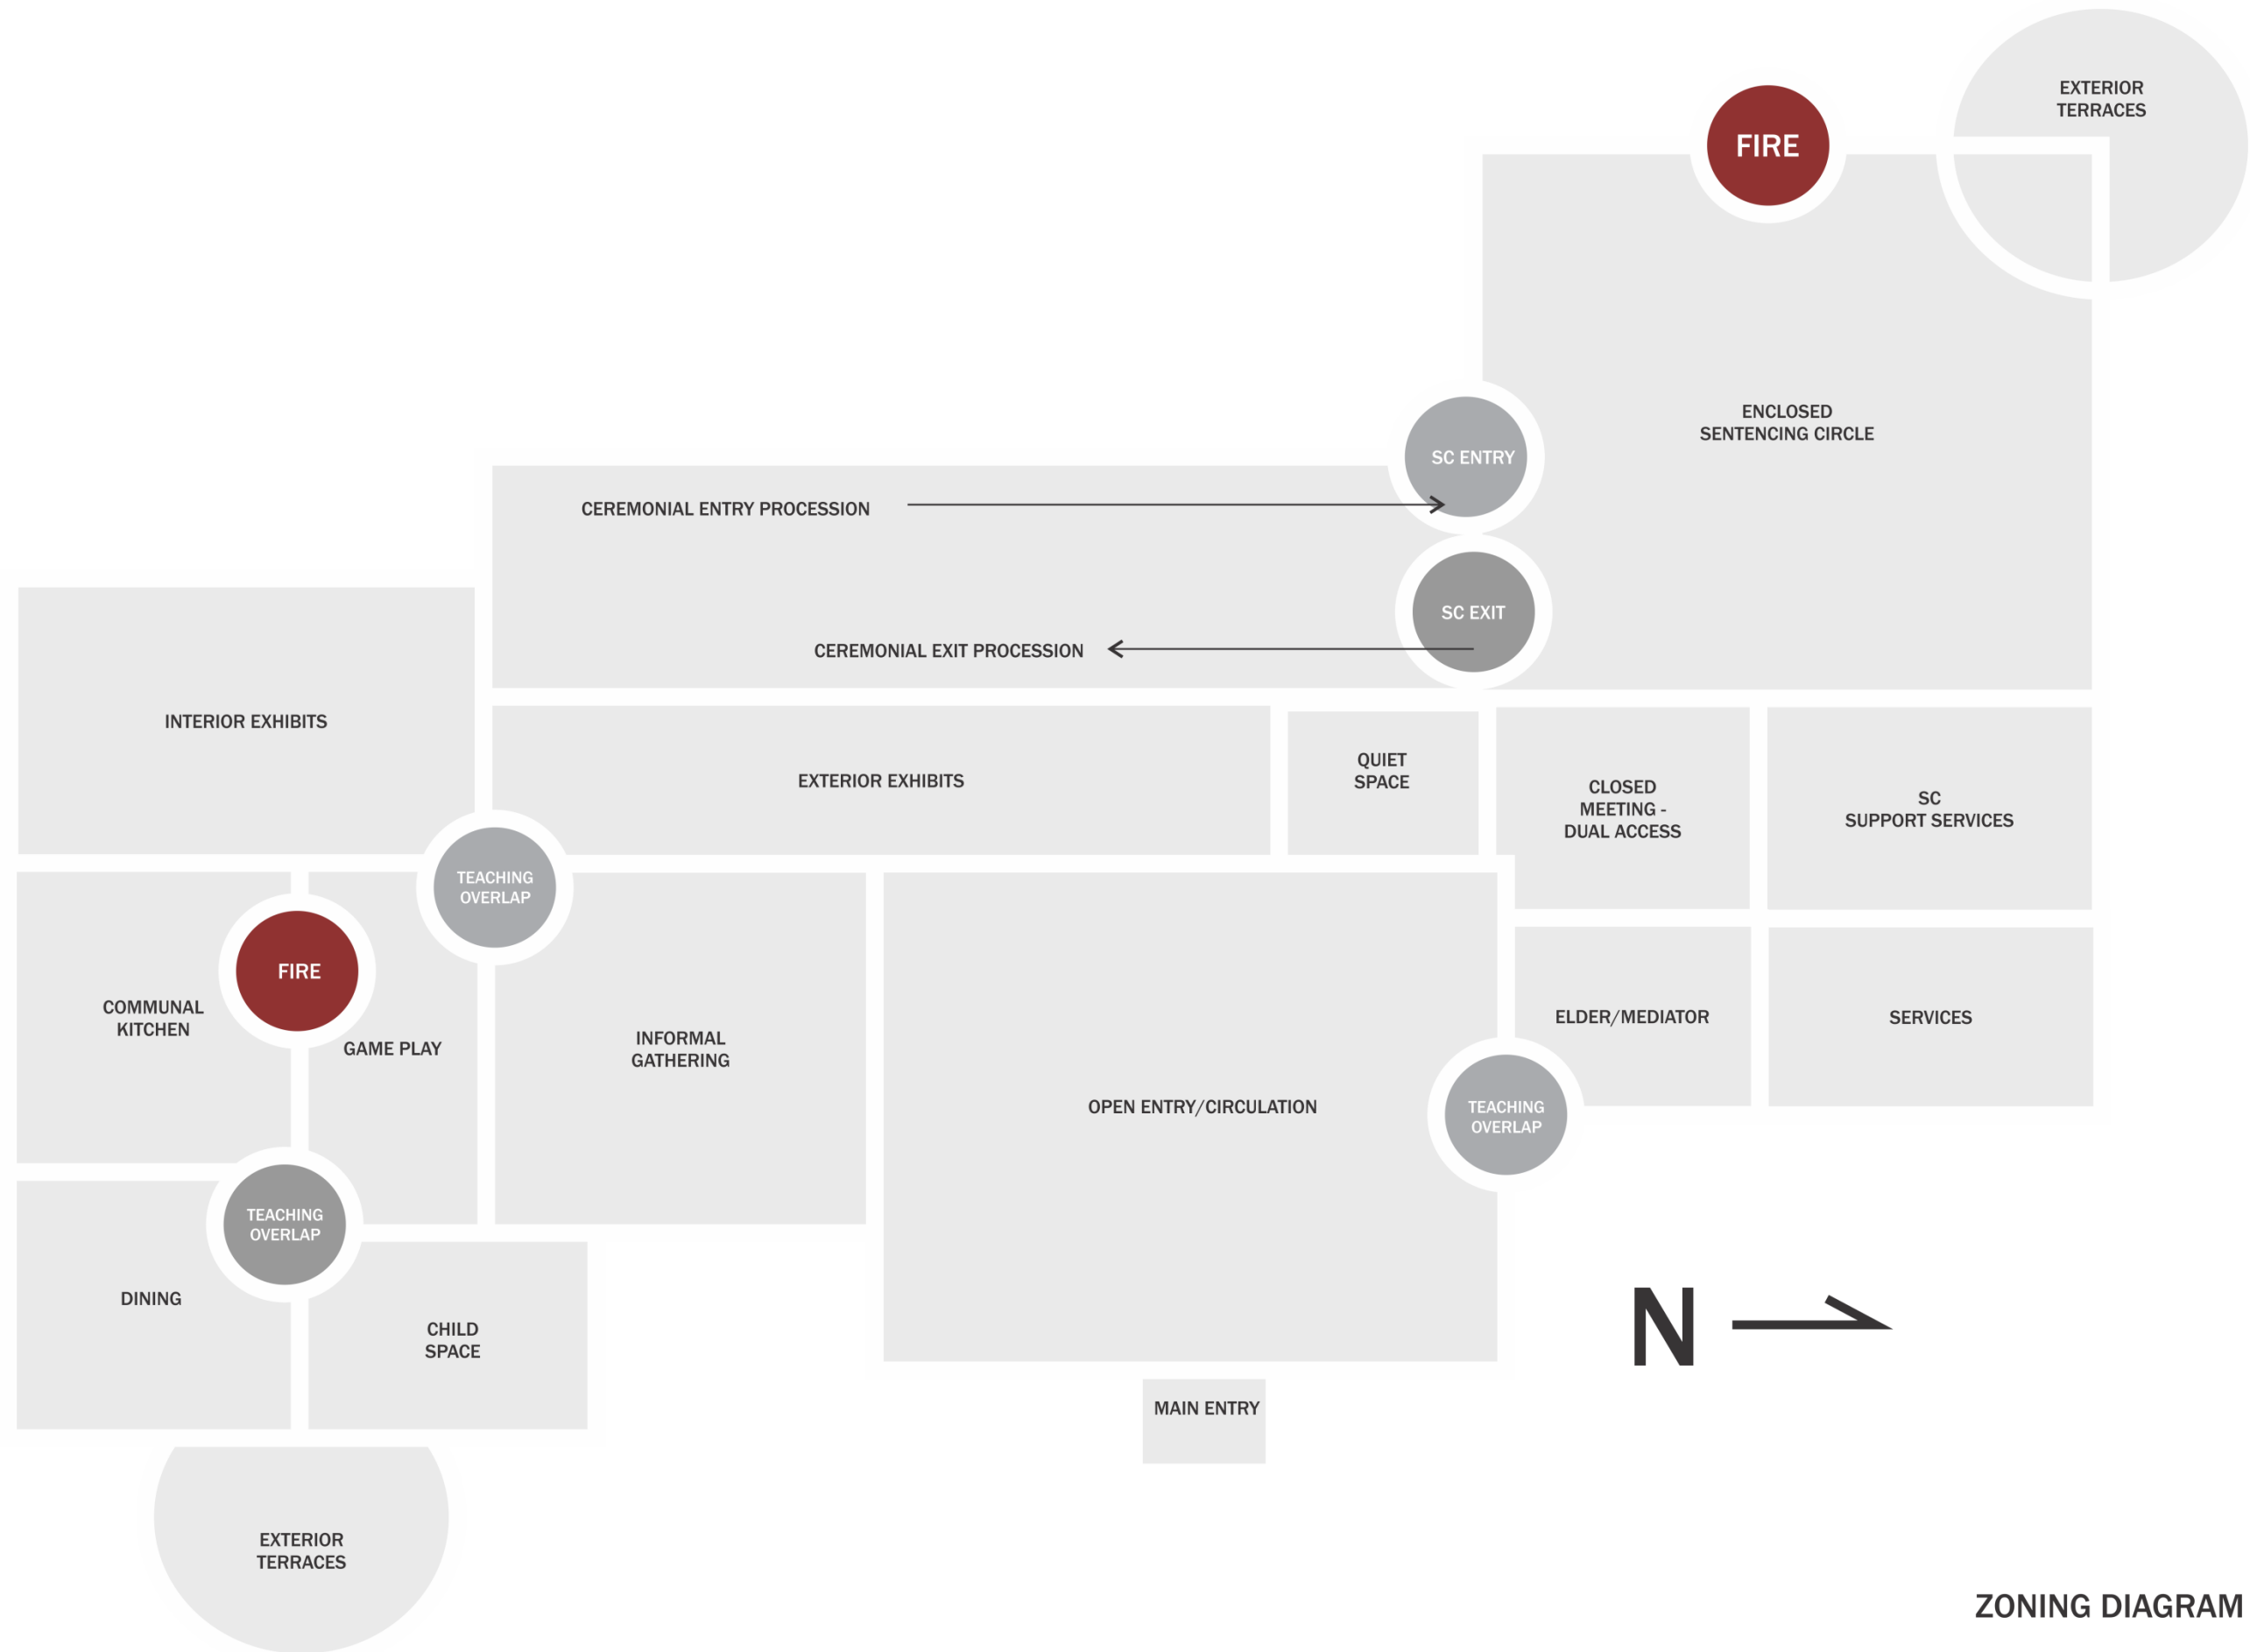 EXTERIOR
TERRACES
FIRE
ENCLOSED
SENTENCING CIRCLE
SC ENTRY
CEREMONIAL ENTRY PROCESSION
SC EXIT
CEREMONIAL EXIT PROCESSION
INTERIOR EXHIBITS
EXTERIOR EXHIBITS
QUIET
SPACE
CLOSED
MEETING -
DUAL ACCESS
SC
SUPPORT SERVICES
TEACHING
OVERLAP
FIRE
COMMUNAL
KITCHEN
GAME PLAY
INFORMAL
GATHERING
OPEN ENTRY/CIRCULATION
ELDER/MEDIATOR
SERVICES
TEACHING
OVERLAP
TEACHING
OVERLAP
DINING
CHILD
SPACE
N
MAIN ENTRY
EXTERIOR
TERRACES
ZONING DIAGRAM